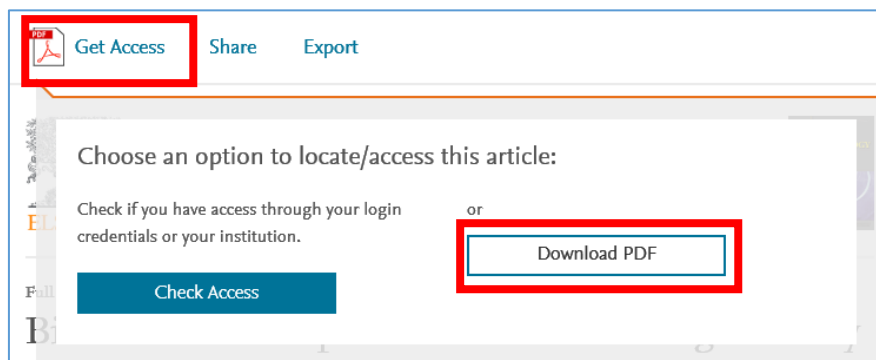 PDF
Get Access Share Export
Choose an option to locate/access this article:
Check if you have access through your login
credentials or your institution.
or
Download PDF
Check Access